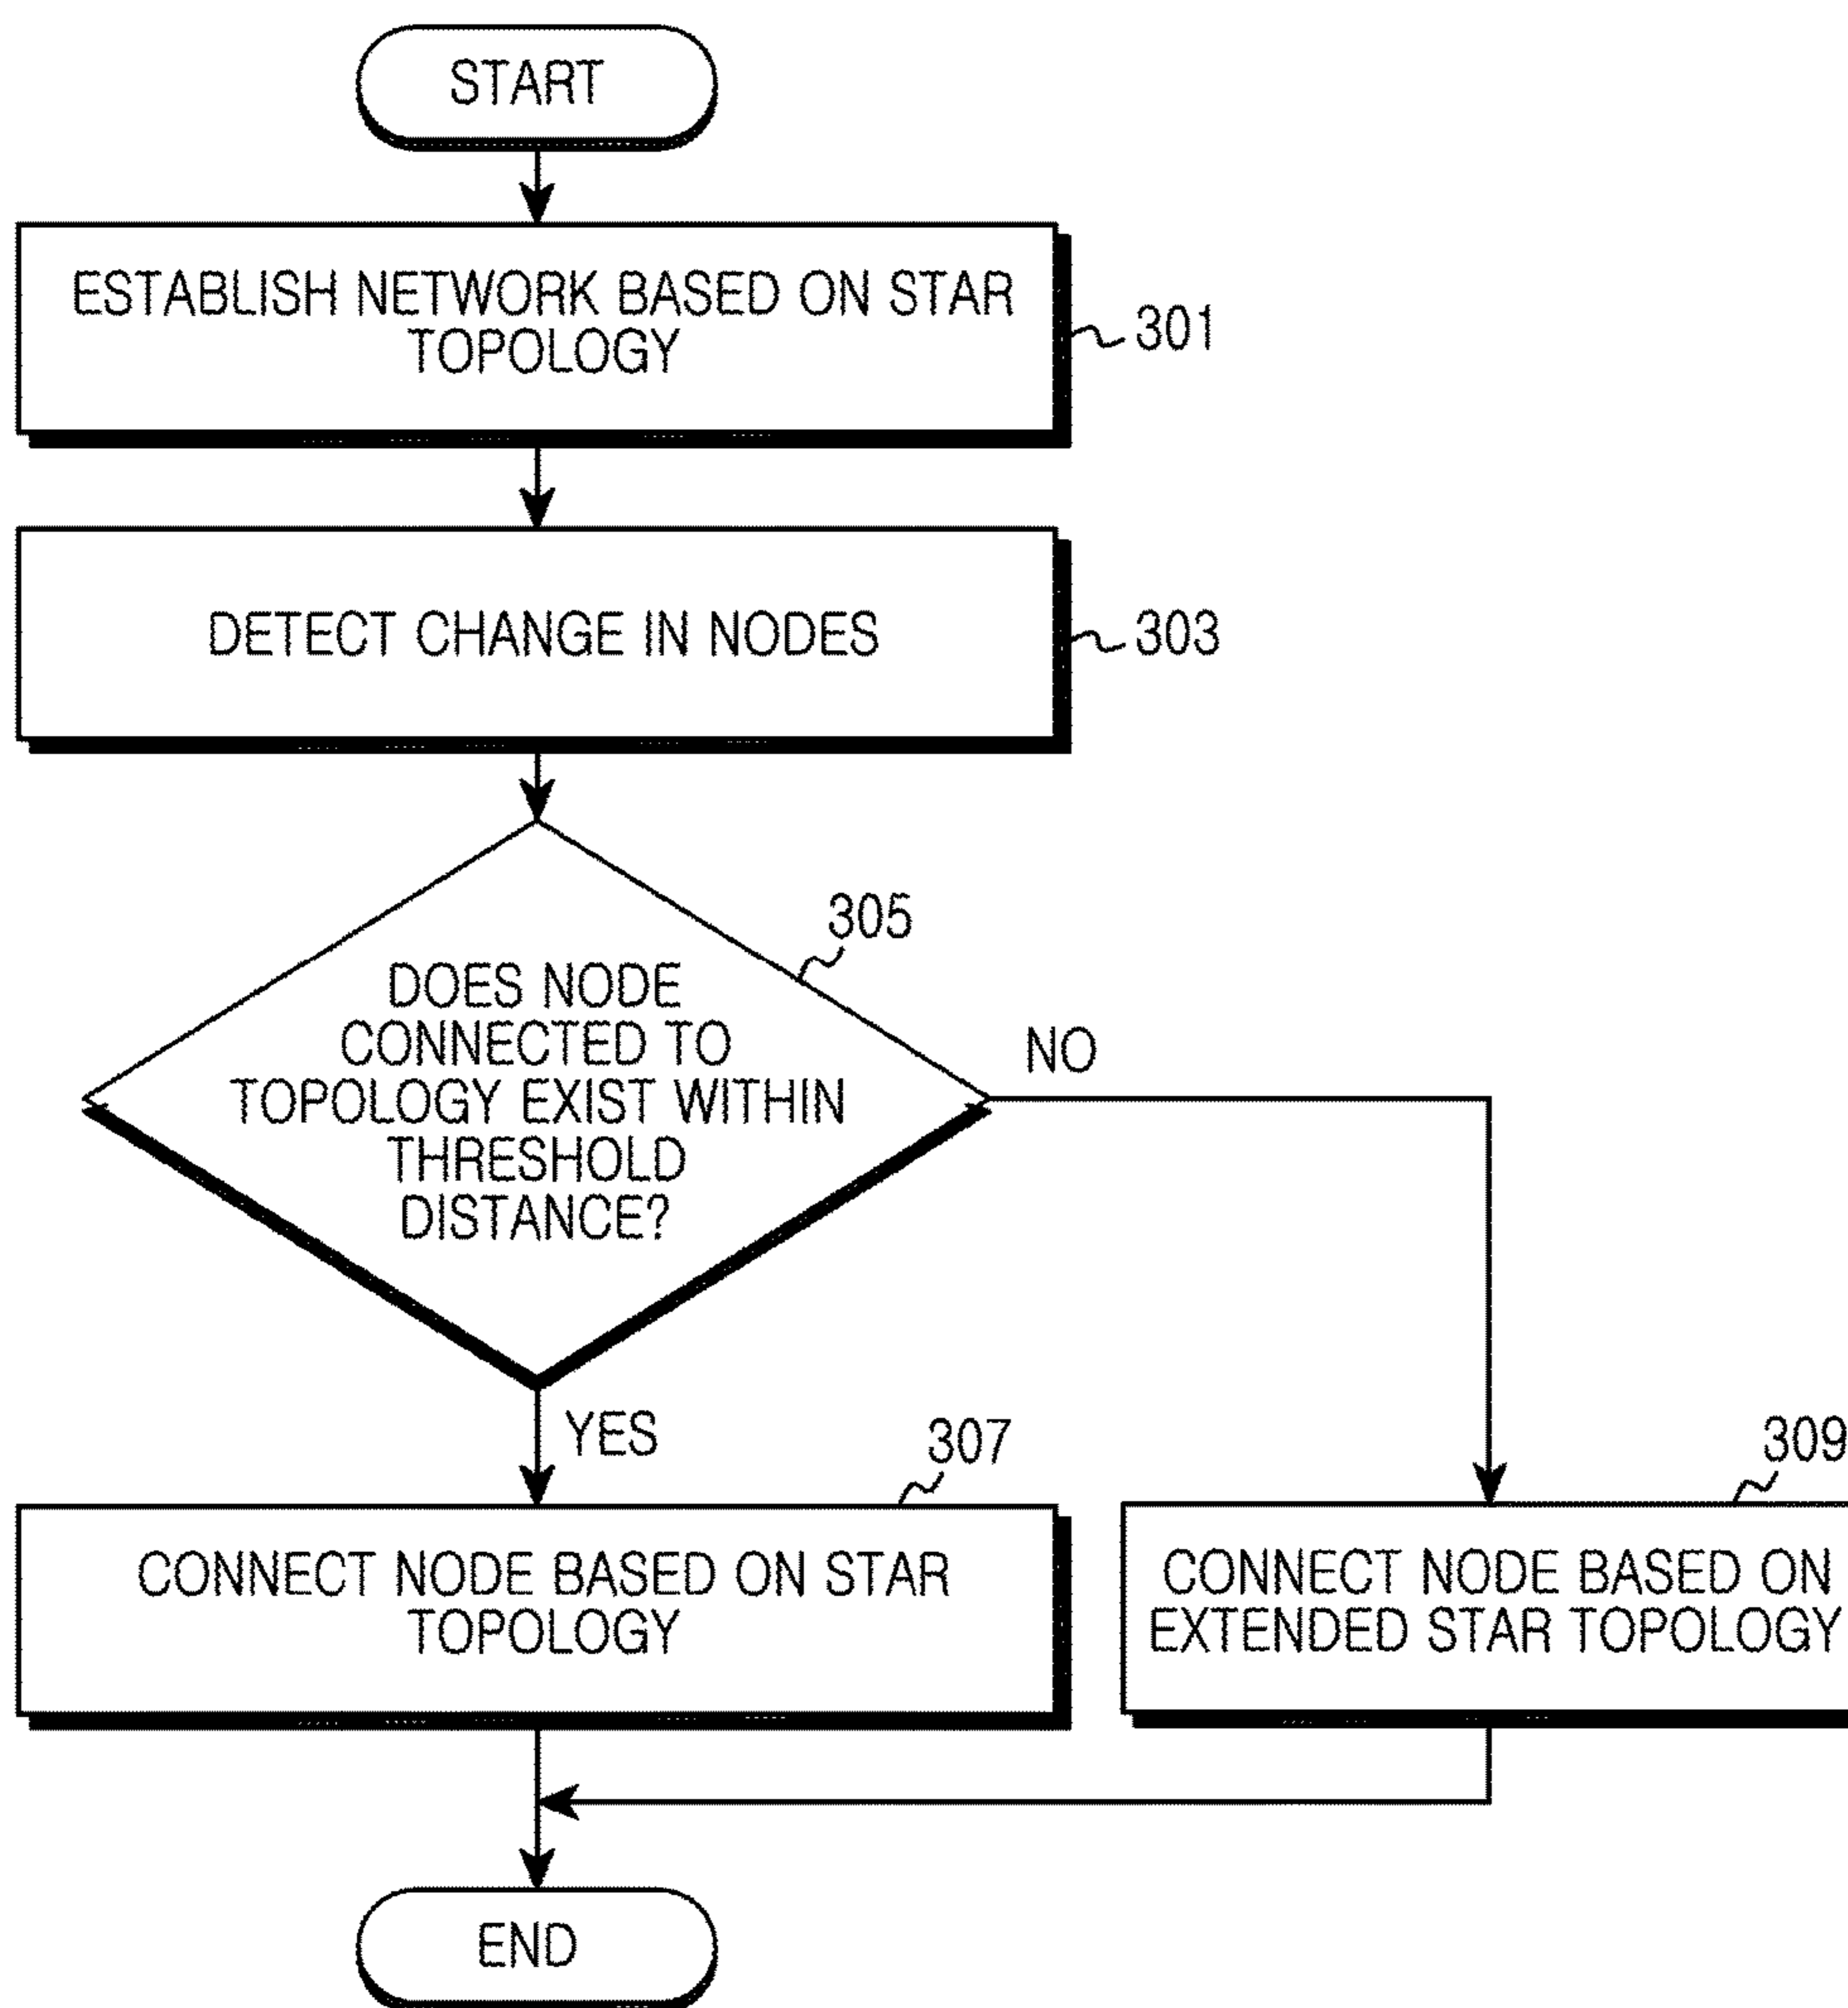 START
ESTABLISH NETWORK BASED ON STAR
TOPOLOGY
301
DETECT CHANGE IN NODES
303
305
DOES NODE
CONNECTED TO
TOPOLOGY EXIST WITHIN
THRESHOLD
DISTANCE?
NO
YES
307
CONNECT NODE BASED ON STAR
TOPOLOGY
309
CONNECT NODE BASED ON
EXTENDED STAR TOPOLOGY
END